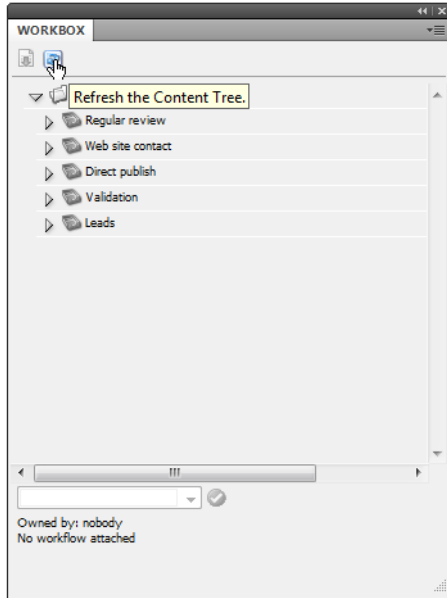 WORKBOX
Refresh the Content Tree.
Regular review
Web site contact
Direct publish
Validation
Leads
Owned by: nobody
No workflow attached